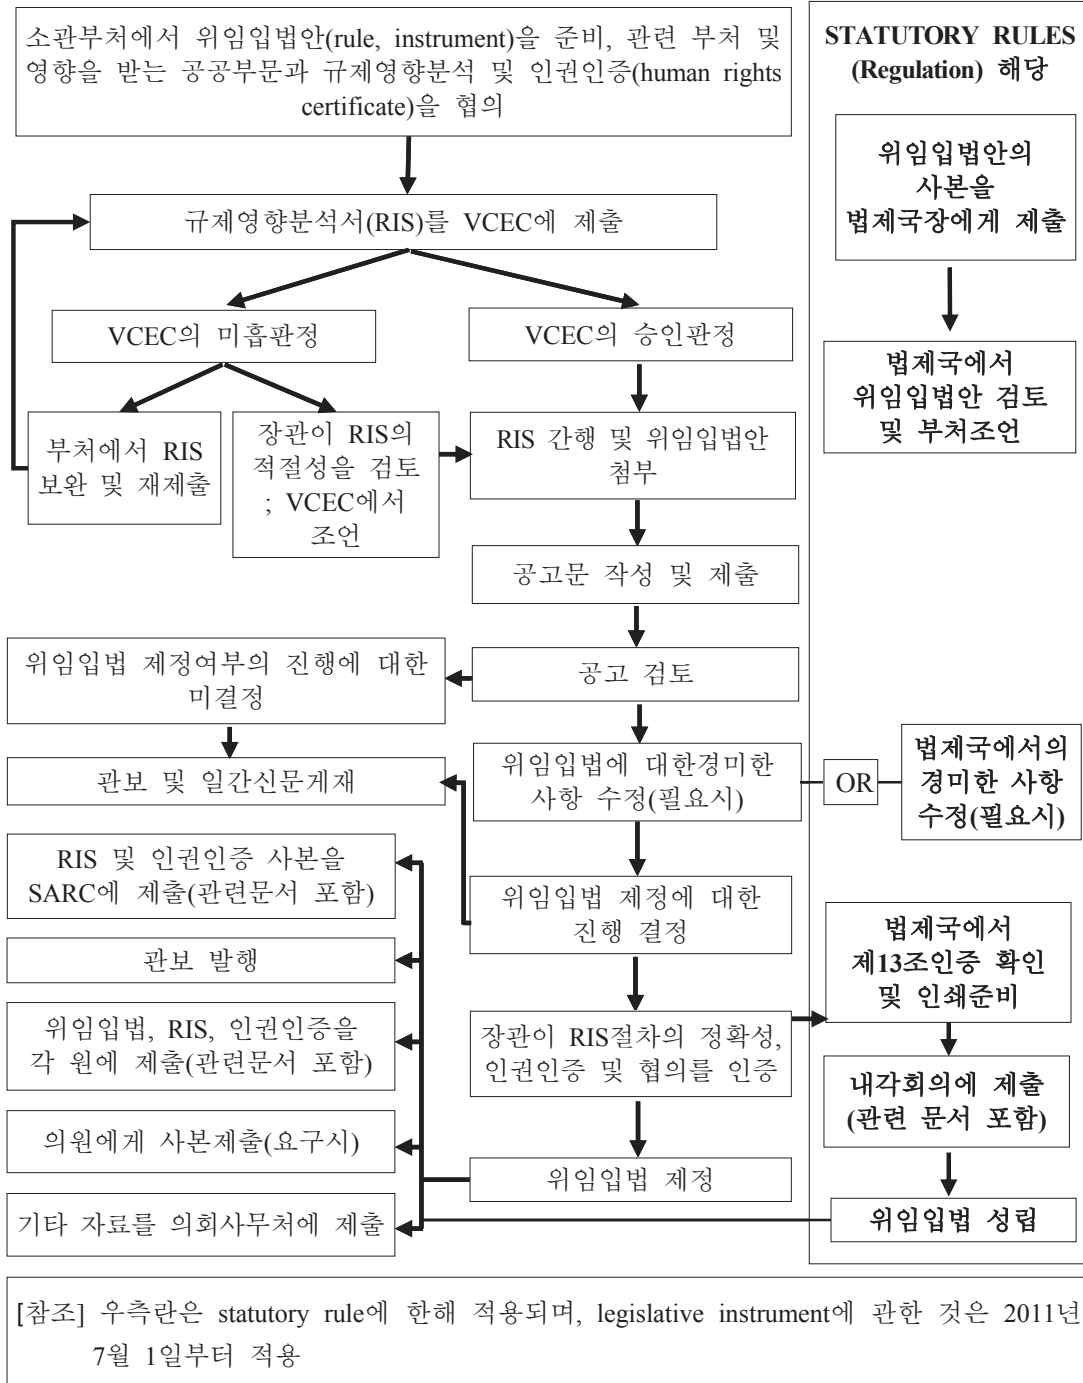 소관부처에서 위임입법안(rule, instrument)을 준비, 관련 부처 및
영향을 받는 공공부문과 규제영향분석 및 인권인증(human rights
certificate)을 협의
규제영향분석서(RIS)를 VCEC에 제출
VCEC의 미흡판정
VCEC의 승인판정
부처에서 RIS
보완 및 재제출
장관이 RIS의
적절성을 검토
; VCEC에서
조언
RIS 간행 및 위임입법안
첨부
공고문 작성 및 제출
공고 검토
위임입법 제정여부의 진행에 대한
미결정
관보 및 일간신문게재
위임입법에 대한경미한
사항 수정(필요시)
OR
위임입법 제정에 대한
진행 결정
RIS 및 인권인증 사본을
SARC에 제출(관련문서 포함)
관보 발행
위임입법, RIS, 인권인증을
각 원에 제출(관련문서 포함)
의원에게 사본제출(요구시)
기타 자료를 의회사무처에 제출
장관이 RIS절차의 정확성,
인권인증 및 협의를 인증
위임입법 제정
STATUTORY RULES
(Regulation) 해당
위임입법안의
사본을
법제국장에게 제출
법제국에서
위임입법안 검토
및 부처조언
법제국에서의
경미한 사항
수정(필요시)
법제국에서
제13조인증 확인
및 인쇄준비
내각회의에 제출
(관련 문서 포함)
위임입법 성립
[참조] 우측란은 statutory rule에 한해 적용되며, legislative instrument에 관한 것은 2011년
7월 1일부터 적용